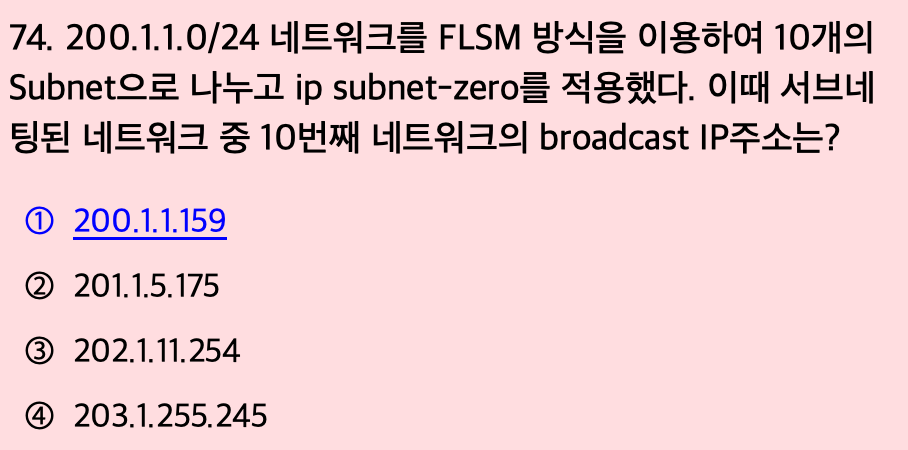 74. 200.1.1.0/24 네트워크를 FLSM 방식을 이용하여 10개의
Subnet으로 나누고 ip subnet-zero를 적용했다. 이때 서브네
팅된 네트워크 중 10번째 네트워크의 broadcast IP주소는?
① 200.1.1.159
② 201.1.5.175
③ 202.1.11.254
④ 203.1.255.245